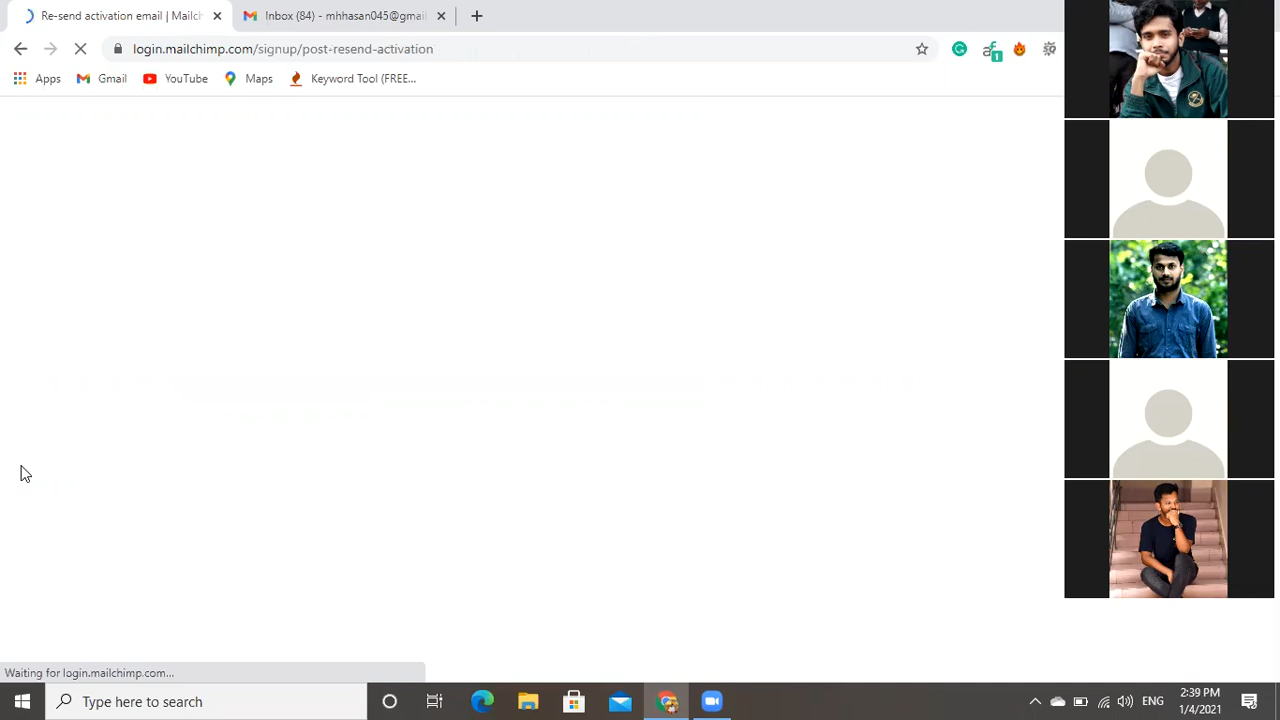 Re-send activation email | Mailch
Inbox (84) - mhhasan045@gmail
login.mailchimp.com/signup/post-resend-activation
1
Apps
Gmail
YouTube
Maps
Keyword Tool (FREE...
Waiting for login.mailchimp.com...
Type here to search
ENG
2:39 PM
1/4/2021